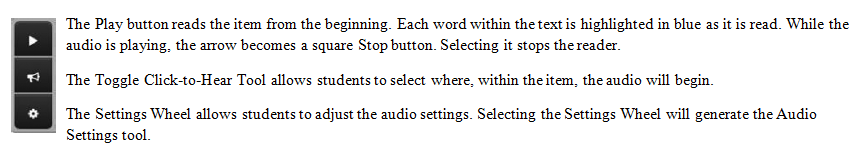 The Play button reads the item from the beginning. Each word within the text is highlighted in blue as it is read. While the
audio is playing, the arrow becomes a square Stop button. Selecting it stops the reader.
The Toggle Click-to-Hear Tool allows students to select where, within the item, the audio will begin.
The Settings Wheel allows students to adjust the audio settings. Selecting the Settings Wheel will generate the Audio
Settings tool.